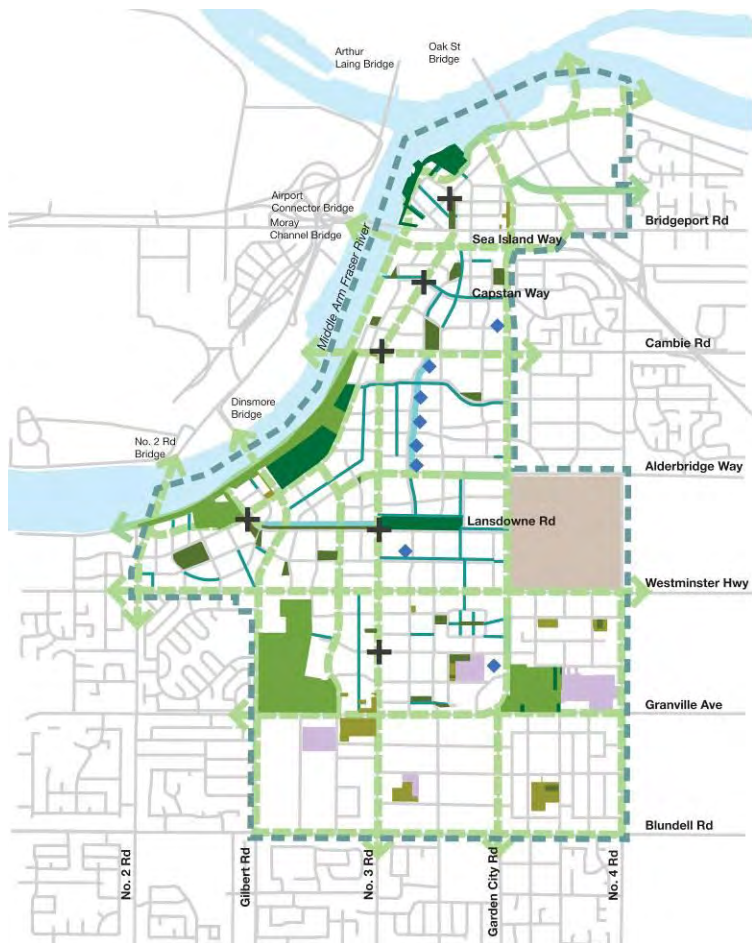 Arthur
Laing Bridge
Oak St
Bridge
Airport
Connector Bridge
Moray
Channel Bridge
Bridgeport Rd
Sea Island Way
Middle Arm Fraser River
Capstan Way
Cambie Rd
Dinsmore
Bridge
No. 2 Rd
Bridge
Alderbridge Way
Lansdowne Rd
Westminster Hwy
Granville Ave
Blundell Rd
No. 2 Rd
Gilbert Rd
No. 3 Rd
Garden City Rd
No. 4 Rd